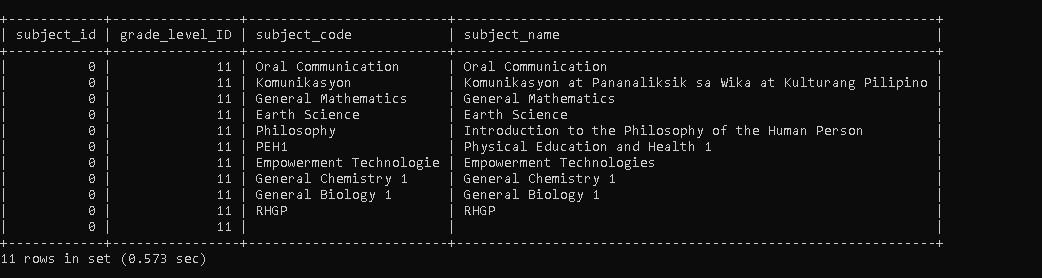 +------------+----------------+----------------------+----------------------------------------------------------+
| subject_id | grade_level_ID | subject_code         | subject_name                                             |
+------------+----------------+----------------------+----------------------------------------------------------+
|          0 |             11 | Oral Communication   | Oral Communication                                       |
|          0 |             11 | Komunikasyon         | Komunikasyon at Pananaliksik sa Wika at Kulturang Pilipino |
|          0 |             11 | General Mathematics  | General Mathematics                                      |
|          0 |             11 | Earth Science        | Earth Science                                            |
|          0 |             11 | Philosophy           | Introduction to the Philosophy of the Human Person       |
|          0 |             11 | PEH1                 | Physical Education and Health 1                          |
|          0 |             11 | Empowerment Technologie | Empowerment Technologies                              |
|          0 |             11 | General Chemistry 1  | General Chemistry 1                                      |
|          0 |             11 | General Biology 1    | General Biology 1                                        |
|          0 |             11 | RHGP                 | RHGP                                                     |
|          0 |             11 |                      |                                                          |
+------------+----------------+----------------------+----------------------------------------------------------+
11 rows in set (0.573 sec)